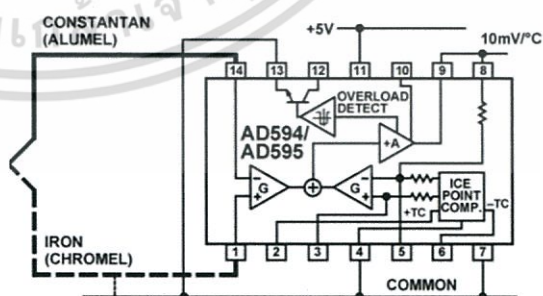 CONSTANTAN
(ALUMEL)
+5V
10mV/°C
14 13 12 11 10 9 8
OVERLOAD
DETECT
AD594/
AD595
+A
– G +
+
– G +
ICE
POINT
COMP.
+TC
–TC
IRON
(CHROMEL)
1 2 3 4 5 6 7
COMMON